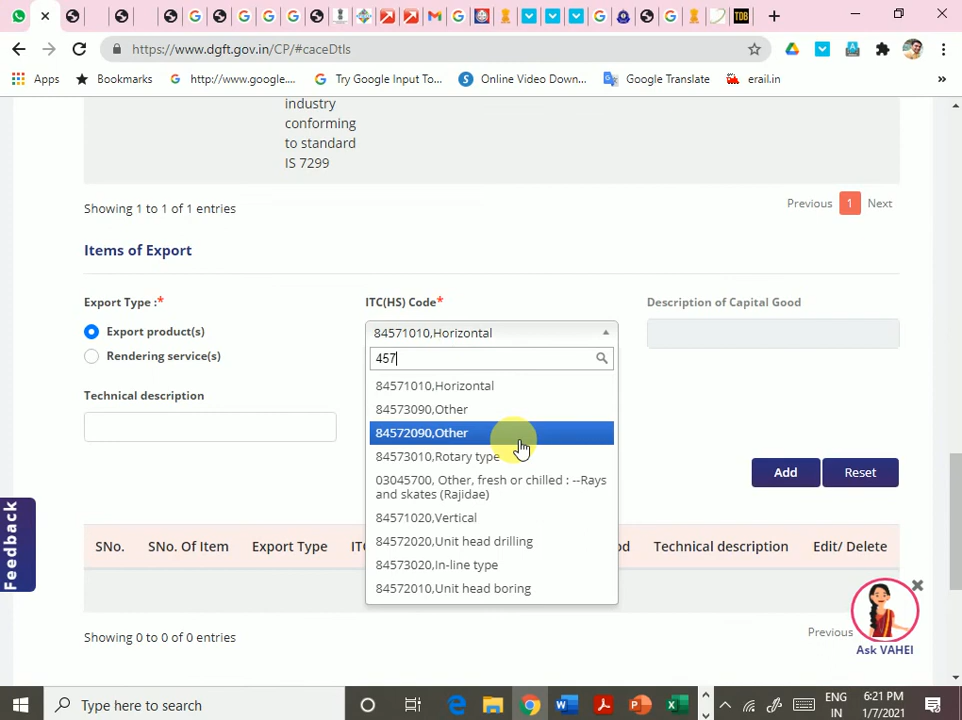 https://www.dgft.gov.in/CP/#caceDtls
Apps
Bookmarks
http://www.google....
Try Google Input To...
Online Video Down...
Google Translate
erail.in
»
industry
conforming
to standard
IS 7299
Showing 1 to 1 of 1 entries
Previous 1 Next
Items of Export
Export Type :*
ITC(HS) Code*
Description of Capital Good
Export product(s)
84571010,Horizontal
Rendering service(s)
457
84571010,Horizontal
Technical description
84573090,Other
84572090,Other
84573010,Rotary type
03045700, Other, fresh or chilled : --Rays
and skates (Rajidae)
Add
Reset
84571020,Vertical
84572020,Unit head drilling
84573020,In-line type
84572010,Unit head boring
Feedback
SNo.
SNo. Of Item
Export Type
Technical description
Edit/ Delete
Showing 0 to 0 of 0 entries
Previous
Ask VAHEI
Type here to search
ENG
IN
6:21 PM
1/7/2021